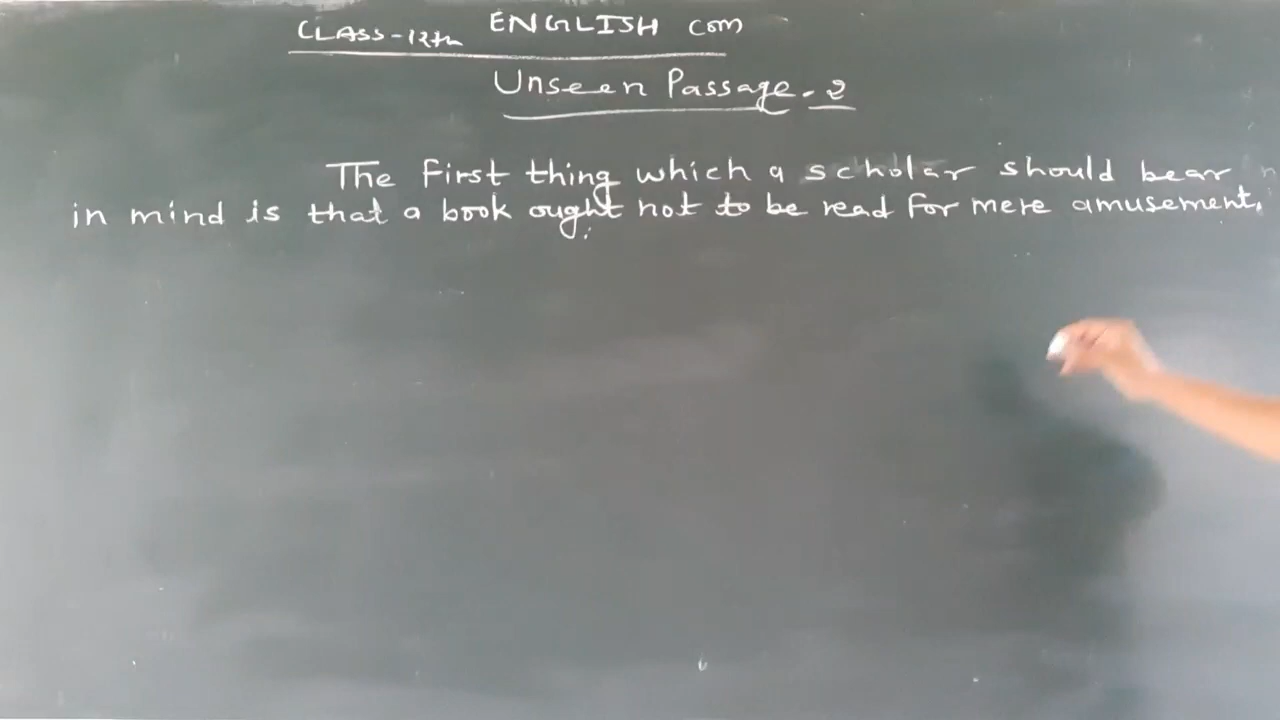 CLASS-12th ENGLISH Com
Unseen Passage-2
The first thing which a scholar should bear
in mind is that a book ought not to be read for mere amusement.